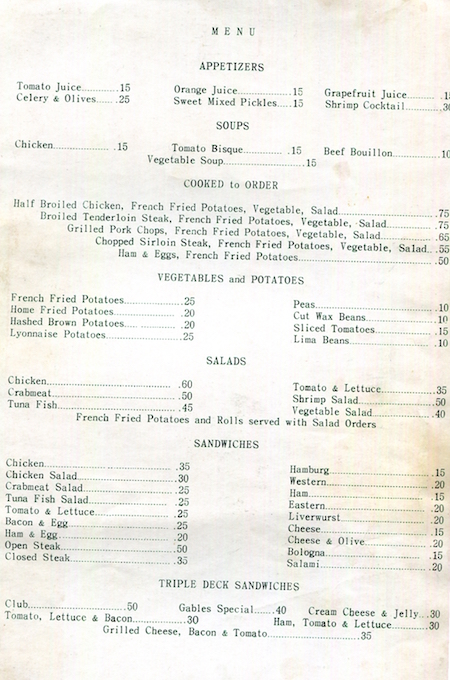 MENU
APPETIZERS
Tomato Juice............15 Orange Juice...............15 Grapefruit Juice.......... .15
Celery & Olives...... .25 Sweet Mixed Pickles.....15 Shrimp Cocktail...........30
SOUPS
Chicken................... .15 Tomato Bisque.............. .15 Beef Bouillon................10
Vegetable Soup........................15
COOKED to ORDER
Half Broiled Chicken, French Fried Potatoes, Vegetable, Salad.........................75
Broiled Tenderloin Steak, French Fried Potatoes, Vegetable, Salad.................75
Grilled Pork Chops, French Fried Potatoes, Vegetable, Salad................65
Chopped Sirloin Steak, French Fried Potatoes, Vegetable, Salad.. .55
Ham & Eggs, French Fried Potatoes...................................50
VEGETABLES and POTATOES
French Fried Potatoes.................25 Peas...................................10
Home Fried Potatoes............... .20 Cut Wax Beans....................10
Hashed Brown Potatoes..... ......... .20 Sliced Tomatoes..................15
Lyonnaise Potatoes....................25 Lima Beans.........................10
SALADS
Chicken.................................. .60 Tomato & Lettuce.................35
Crabmeat................................ .50 Shrimp Salad......................50
Tuna Fish............................... .45 Vegetable Salad...................40
French Fried Potatoes and Rolls served with Salad Orders
SANDWICHES
Chicken................................ .35 Hamburg.............................15
Chicken Salad..........................30 Western...............................20
Crabmeat Salad........................25 Ham.................................. .15
Tuna Fish Salad........................25 Eastern...............................20
Tomato & Lettuce.....................25 Liverwurst...........................20
Bacon & Egg...........................25 Cheese................................15
Ham & Egg..............................20 Cheese & Olive.....................20
Open Steak..............................50 Bologna............................. .15
Closed Steak............................35 Salami................................20
TRIPLE DECK SANDWICHES
Club.............................50 Gables Special.......40 Cream Cheese & Jelly...30
Tomato, Lettuce & Bacon.............30 Ham, Tomato & Lettuce...........30
Grilled Cheese, Bacon & Tomato..........................35